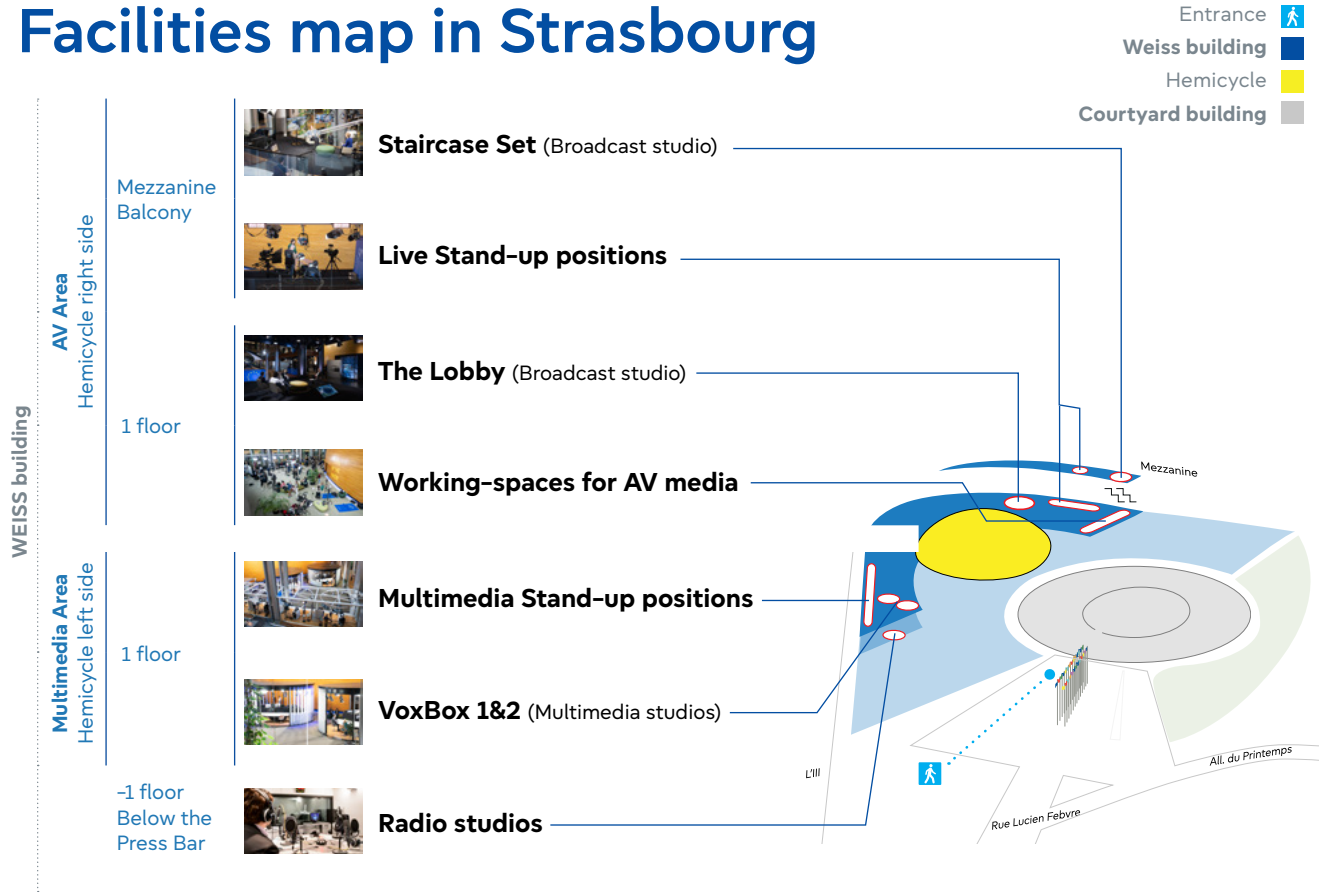 Facilities map in Strasbourg
Entrance
Weiss building
Hemicycle
Courtyard building
WEISS building
AV Area
Hemicycle right side
Mezzanine
Balcony
Staircase Set (Broadcast studio)
Live Stand-up positions
1 floor
The Lobby (Broadcast studio)
Working-spaces for AV media
Multimedia Area
Hemicycle left side
1 floor
Multimedia Stand-up positions
VoxBox 1&2 (Multimedia studios)
-1 floor
Below the
Press Bar
Radio studios
Mezzanine
L'Ill
All. du Printemps
Rue Lucien Febvre